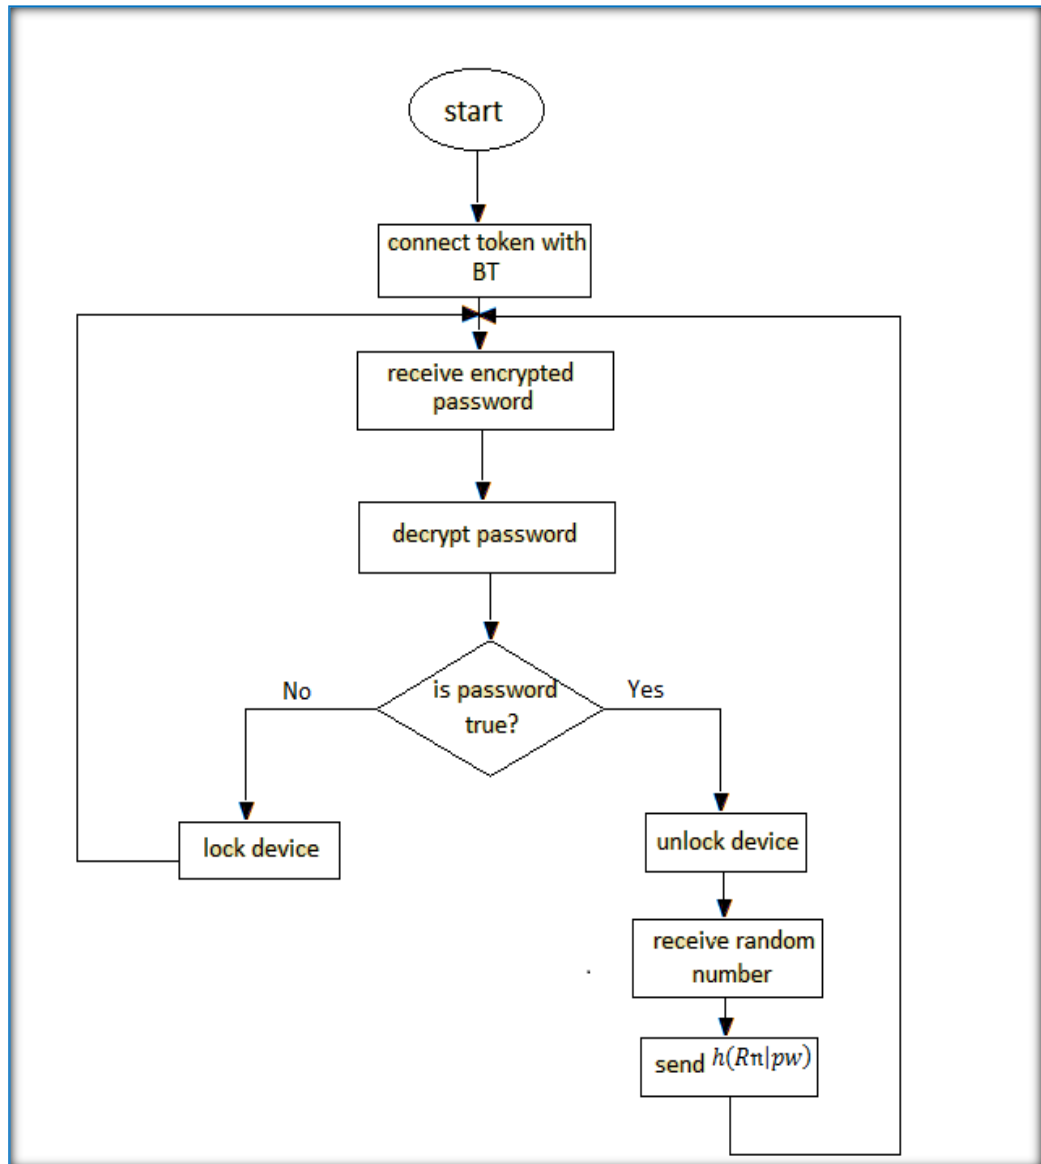 start
connect token with
BT
receive encrypted
password
decrypt password
is password
true?
No
Yes
lock device
unlock device
receive random
number
send h(Rn|pw)